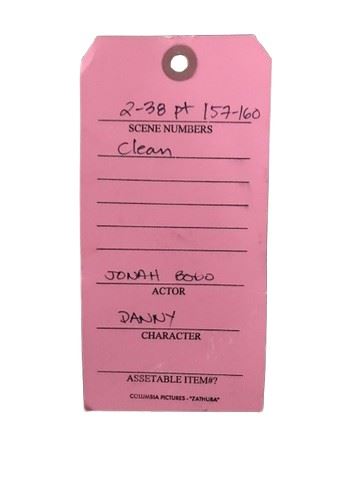 2-38 pt 157-160
SCENE NUMBERS
Clean
JONAH BOBO
ACTOR
DANNY
CHARACTER
ASSETABLE ITEM#?
COLUMBIA PICTURES - "ZATHURA"